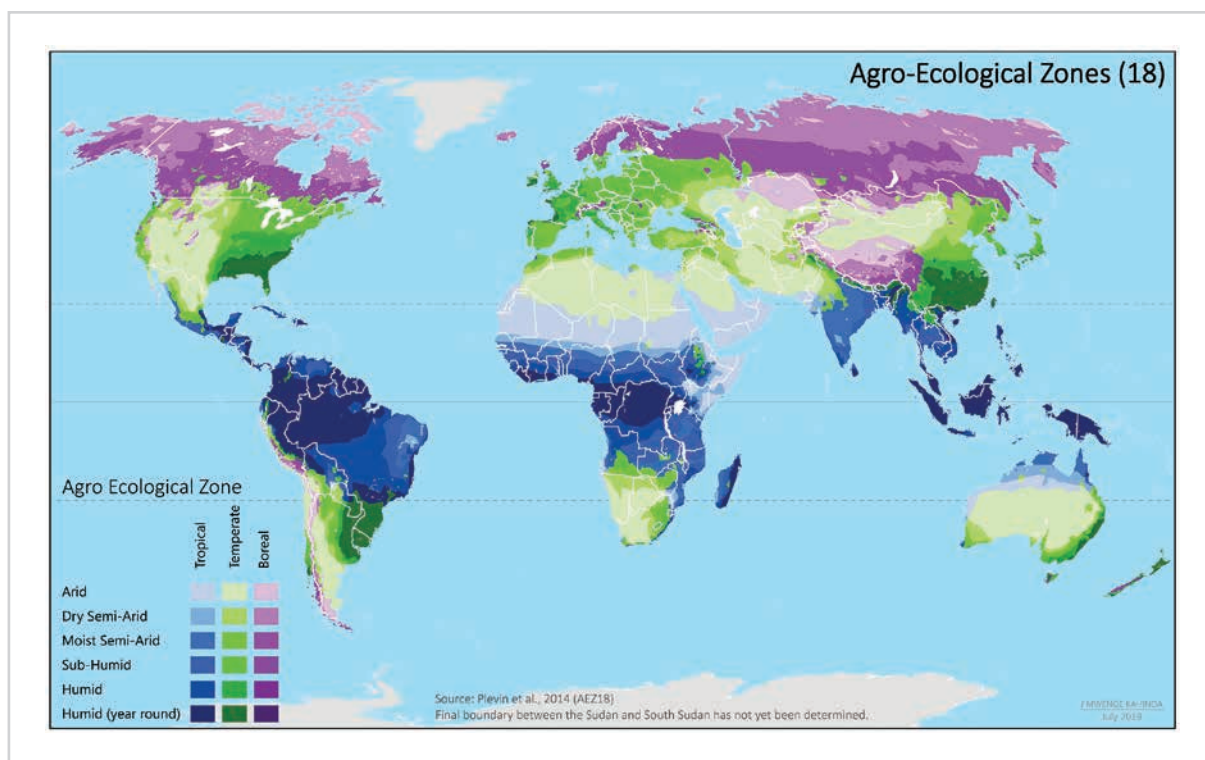 Agro-Ecological Zones (18)
Agro Ecological Zone
Tropical
Temperate
Boreal
Arid
Dry Semi-Arid
Moist Semi-Arid
Sub-Humid
Humid
Humid (year round)
Source: Plevin et al., 2014 (AEZ18)
Final boundary between the Sudan and South Sudan has not yet been determined.
J MWENGE KAHINDA
July 2019